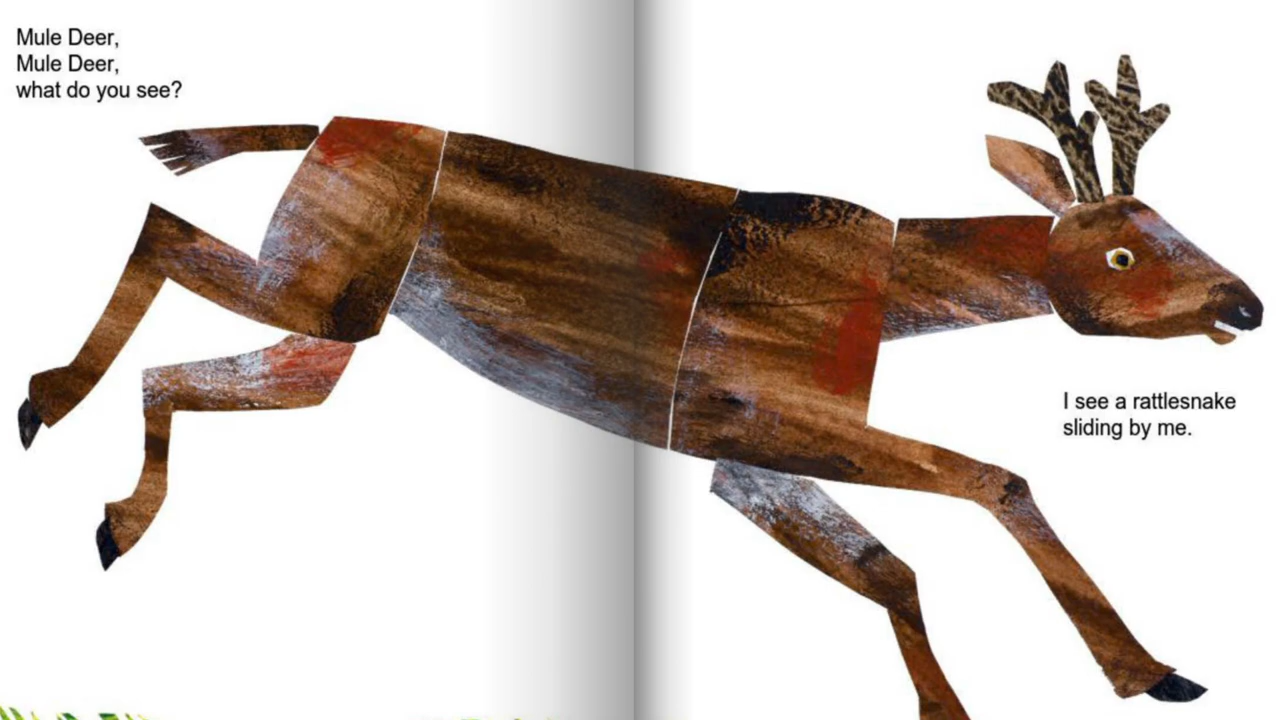 Mule Deer,
Mule Deer,
what do you see?
I see a rattlesnake
sliding by me.